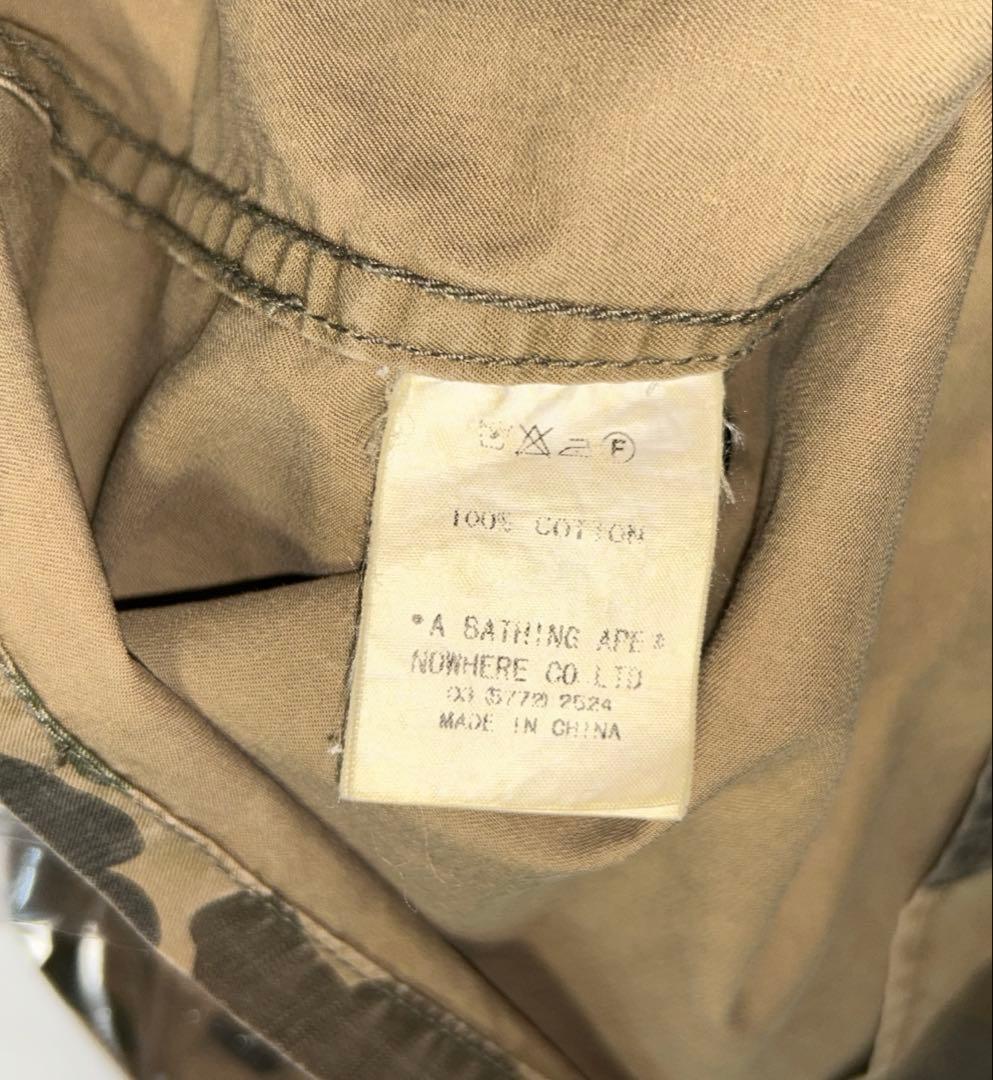 F
100% COTTON
®A BATHING APE®
NOWHERE CO.LTD
03 (5772) 2524
MADE IN CHINA